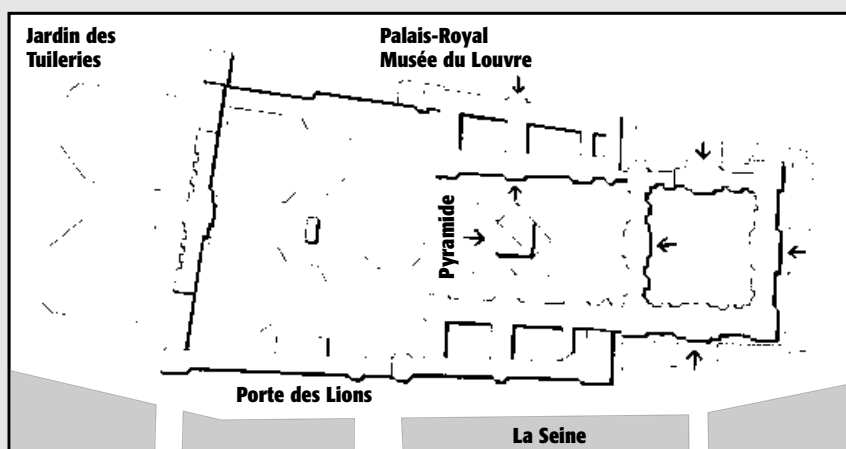 Jardin des
Tuileries
Palais-Royal
Musée du Louvre
Pyramide
Porte des Lions
La Seine